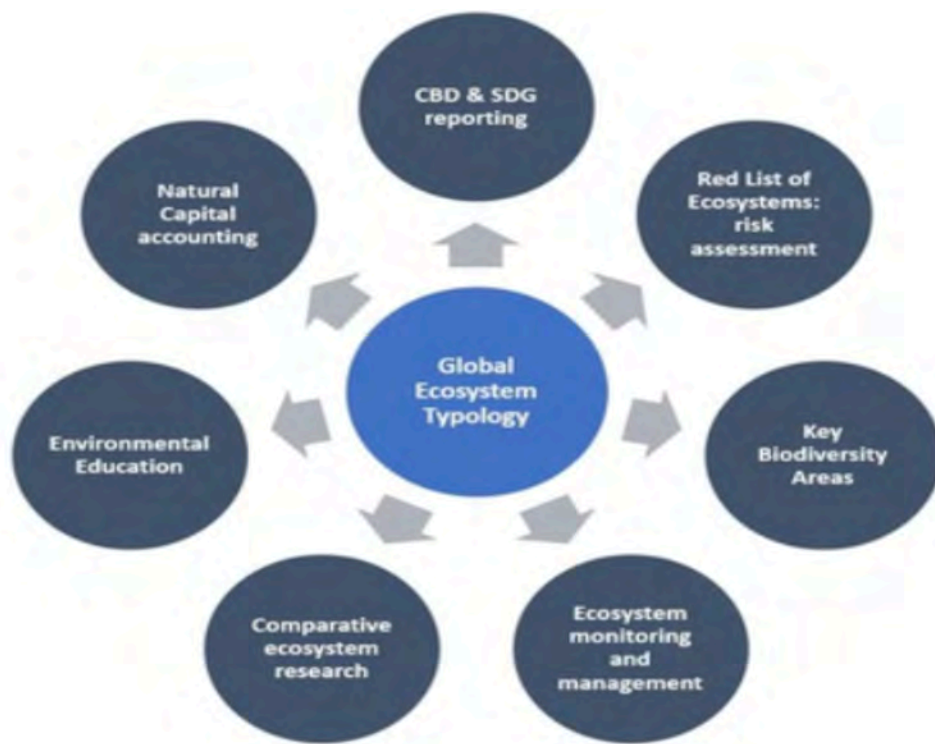 CBD & SDG
reporting
Red List of
Ecosystems:
risk
assessment
Key
Biodiversity
Areas
Ecosystem
monitoring
and
management
Comparative
ecosystem
research
Environmental
Education
Natural
Capital
accounting
Global
Ecosystem
Typology